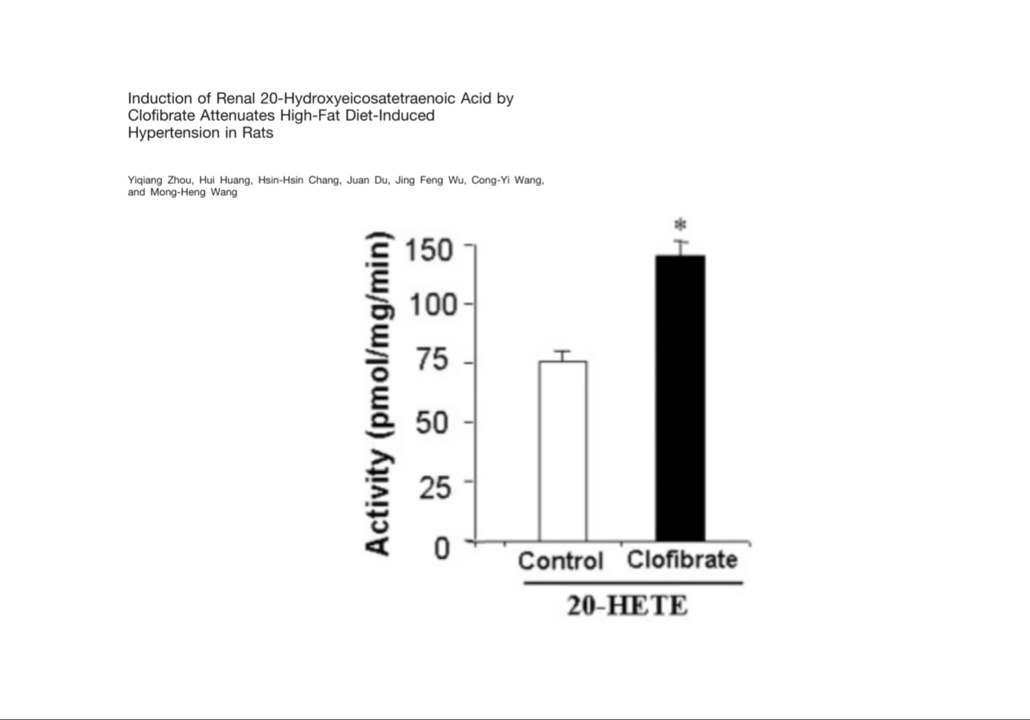 Induction of Renal 20-Hydroxyeicosatetraenoic Acid by
Clofibrate Attenuates High-Fat Diet-Induced
Hypertension in Rats
Yiqiang Zhou, Hui Huang, Hsin-Hsin Chang, Juan Du, Jing Feng Wu, Cong-Yi Wang,
and Mong-Heng Wang
Activity (pmol/mg/min)
150
100
75
50
25
0
*
Control
Clofibrate
20-HETE